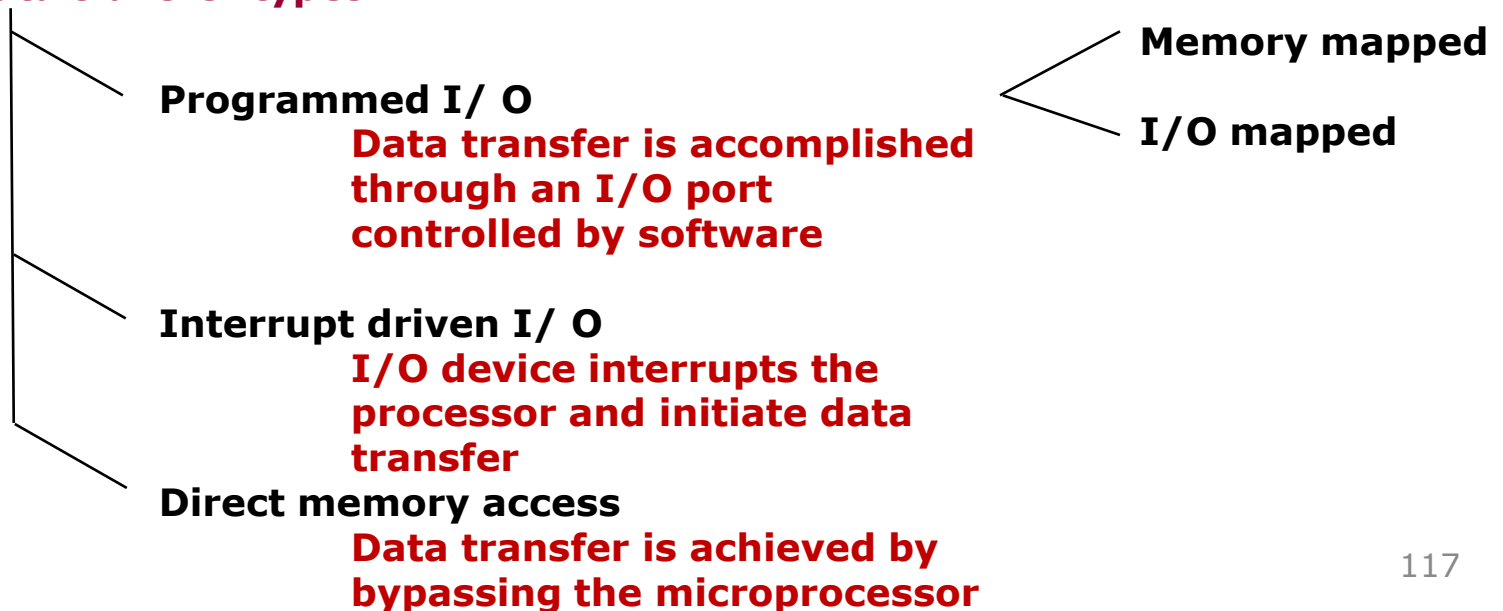 Programmed I/ O
Data transfer is accomplished
through an I/O port
controlled by software
Memory mapped
I/O mapped
Interrupt driven I/ O
I/O device interrupts the
processor and initiate data
transfer
Direct memory access
Data transfer is achieved by
bypassing the microprocessor
117